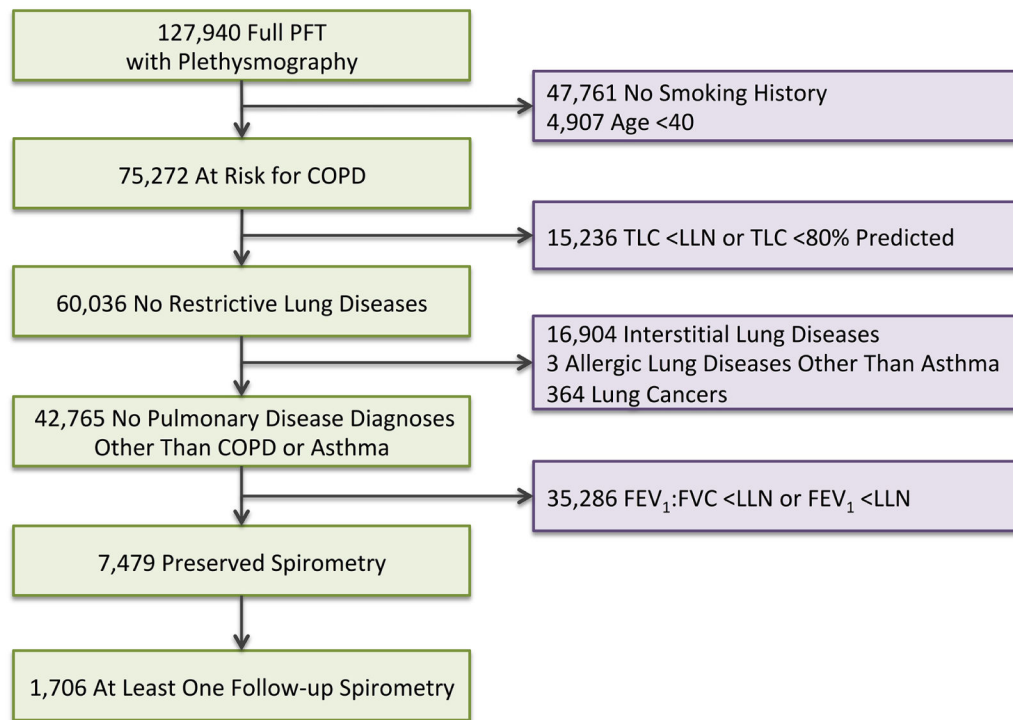 127,940 Full PFT
with Plethysmography
47,761 No Smoking History
4,907 Age <40
75,272 At Risk for COPD
15,236 TLC <LLN or TLC <80% Predicted
60,036 No Restrictive Lung Diseases
16,904 Interstitial Lung Diseases
3 Allergic Lung Diseases Other Than Asthma
364 Lung Cancers
42,765 No Pulmonary Disease Diagnoses
Other Than COPD or Asthma
35,286 FEV₁:FVC <LLN or FEV₁ <LLN
7,479 Preserved Spirometry
1,706 At Least One Follow-up Spirometry